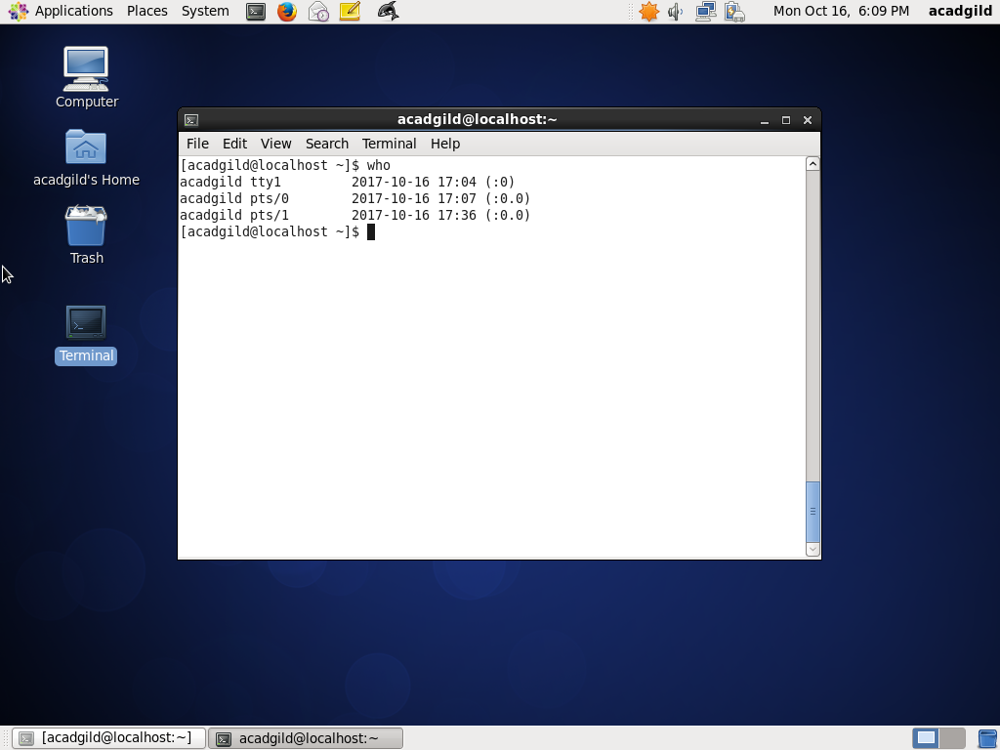 Applications Places System Mon Oct 16, 6:09 PM acadgild
Computer
acadgild's Home
Trash
Terminal
acadgild@localhost:~
File Edit View Search Terminal Help
[acadgild@localhost ~]$ who
acadgild tty1         2017-10-16 17:04 (:0)
acadgild pts/0        2017-10-16 17:07 (:0.0)
acadgild pts/1        2017-10-16 17:36 (:0.0)
[acadgild@localhost ~]$
[acadgild@localhost:~] acadgild@localhost:~